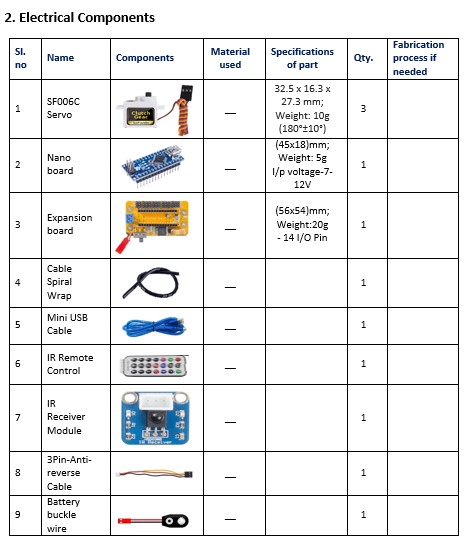 2. Electrical Components
Sl. no Name Components Material used Specifications of part Qty. Fabrication process if needed
1 SF006C Servo Clutch Gear — 32.5 x 16.3 x 27.3 mm; Weight: 10g (180°±10°) 3
2 Nano board — (45x18)mm; Weight: 5g I/p voltage-7-12V 1
3 Expansion board — (56x54)mm; Weight:20g - 14 I/O Pin 1
4 Cable Spiral Wrap — 1
5 Mini USB Cable — 1
6 IR Remote Control — 1
7 IR Receiver Module IR Receiver — 1
8 3Pin-Anti-reverse Cable — 1
9 Battery buckle wire — 1